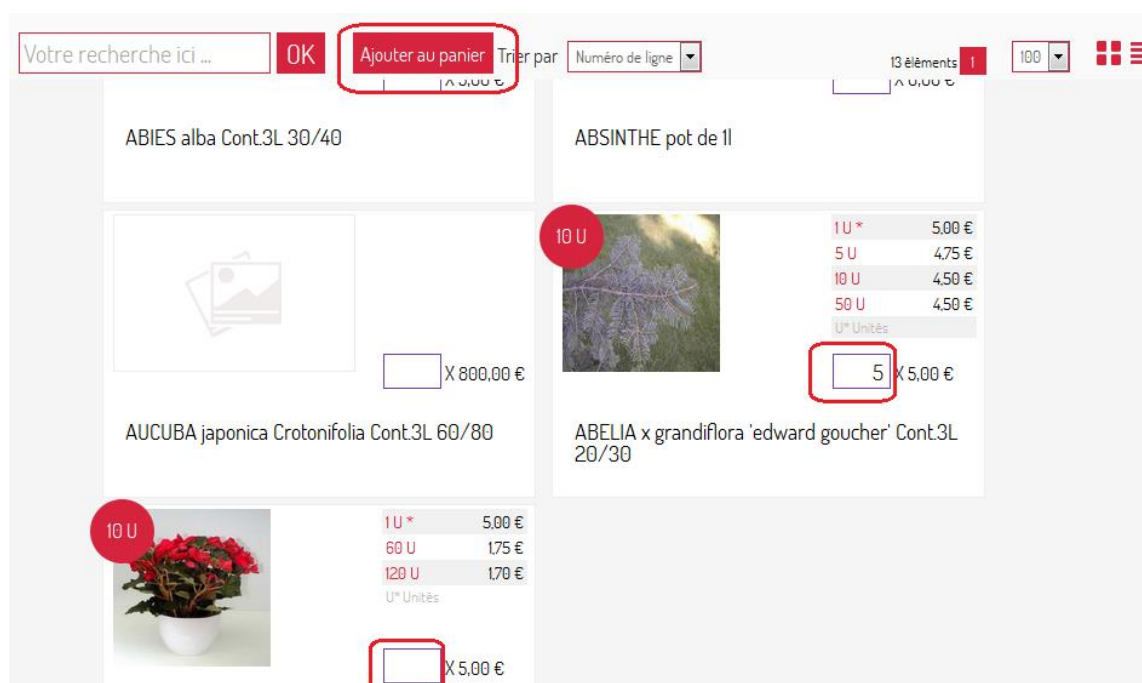 Votre recherche ici ... OK Ajouter au panier Trier par Numéro de ligne 13 éléments 1 100
ABIES alba Cont.3L 30/40
ABSINTHE pot de 1l
X 800,00 €
AUCUBA japonica Crotonifolia Cont.3L 60/80
10 U
1 U * 5,00 €
5 U 4,75 €
10 U 4,50 €
50 U 4,50 €
U* Unités
5 X 5,00 €
ABELIA x grandiflora 'edward goucher' Cont.3L
20/30
10 U
1 U * 5,00 €
60 U 1,75 €
120 U 1,70 €
U* Unités
X 5,00 €